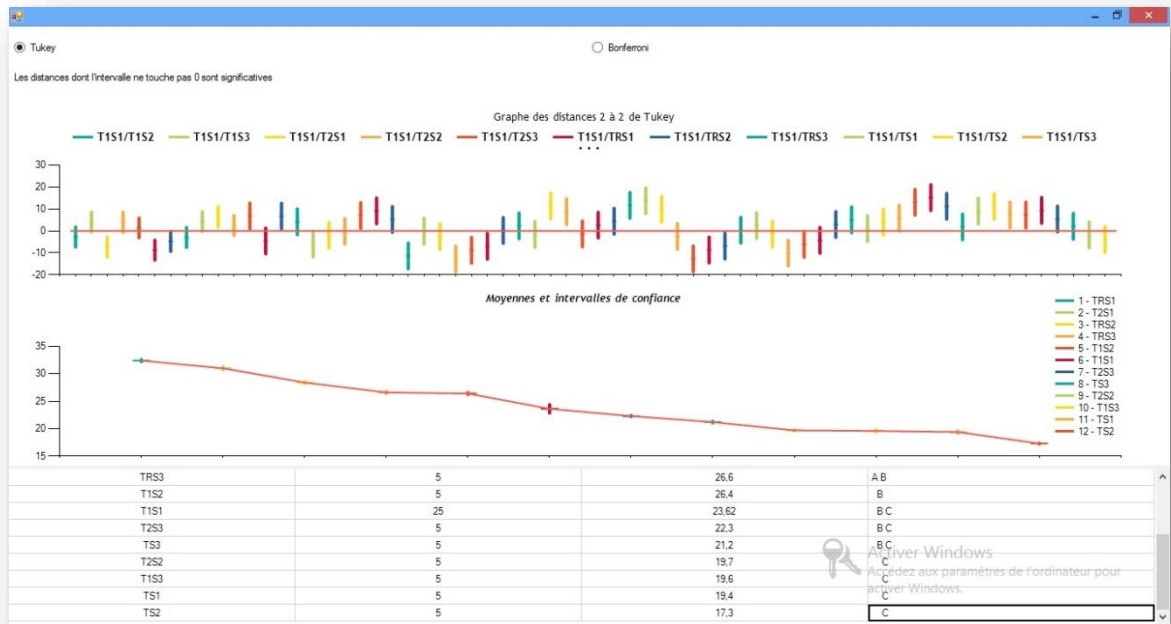 Tukey
Bonferroni
Les distances dont l'intervalle ne touche pas 0 sont significatives
Graphe des distances 2 à 2 de Tukey
T1S1/T1S2 T1S1/T1S3 T1S1/T2S1 T1S1/T2S2 T1S1/T2S3 T1S1/TRS1 T1S1/TRS2 T1S1/TRS3 T1S1/TS1 T1S1/TS2 T1S1/TS3
...
30
20
10
0
-10
-20
Moyennes et intervalles de confiance
1 - TRS1
2 - T2S1
3 - TRS2
4 - TRS3
5 - T1S2
6 - T1S1
7 - T2S3
8 - TS3
9 - T2S2
10 - T1S3
11 - TS1
12 - TS2
35
30
25
20
15
TRS3 5 26,6 A B
T1S2 5 26,4 B
T1S1 25 23,62 B C
T2S3 5 22,3 B C
TS3 5 21,2 B C
T2S2 5 19,7 C
T1S3 5 19,6 C
TS1 5 19,4 C
TS2 5 17,3 C
Activer Windows
Accédez aux paramètres de l'ordinateur pour
activer Windows.